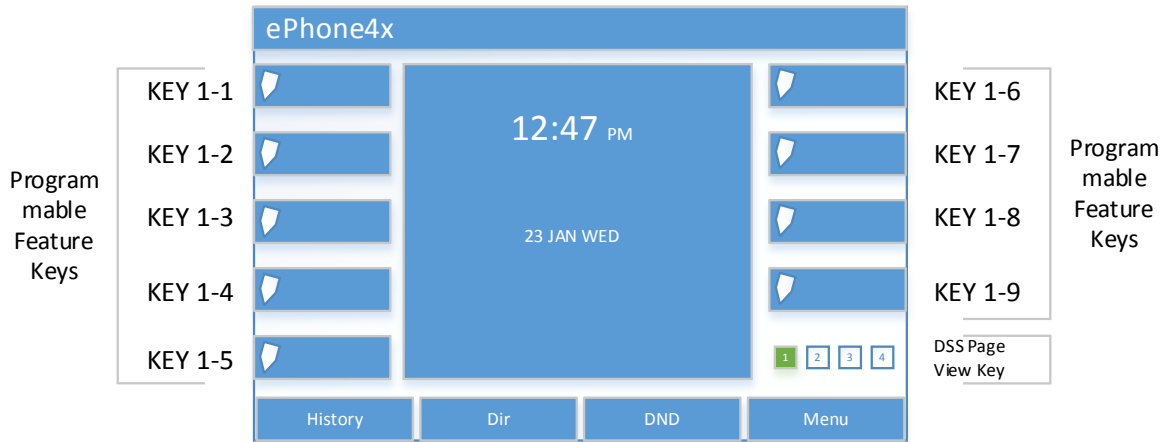 ePhone4x
KEY 1-1
KEY 1-2
KEY 1-3
KEY 1-4
KEY 1-5
Program
mable
Feature
Keys
12:47 PM
23 JAN WED
KEY 1-6
KEY 1-7
KEY 1-8
KEY 1-9
Program
mable
Feature
Keys
1 2 3 4
DSS Page
View Key
History Dir DND Menu